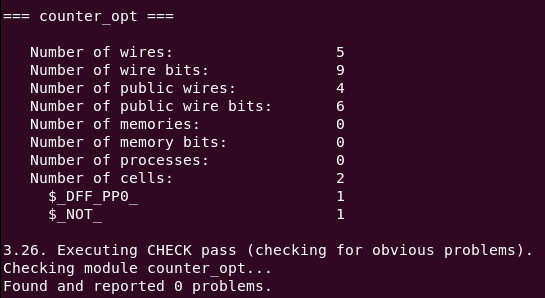 === counter_opt ===
Number of wires: 5
Number of wire bits: 9
Number of public wires: 4
Number of public wire bits: 6
Number of memories: 0
Number of memory bits: 0
Number of processes: 0
Number of cells: 2
$_DFF_PP0_ 1
$_NOT_ 1
3.26. Executing CHECK pass (checking for obvious problems).
Checking module counter_opt...
Found and reported 0 problems.